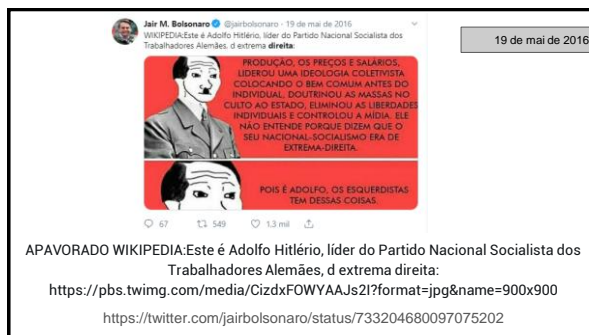 Jair M. Bolsonaro @jairbolsonaro · 19 de mai de 2016
WIKIPEDIA:Este é Adolfo Hitlério, líder do Partido Nacional Socialista dos
Trabalhadores Alemães, d extrema direita:
19 de mai de 2016
PRODUÇÃO, OS PREÇOS E SALÁRIOS,
LIDEROU UMA IDEOLOGIA COLETIVISTA
COLOCANDO O BEM COMUM ANTES DO
INDIVIDUAL, DOUTRINOU AS MASSAS NO
CULTO AO ESTADO, ELIMINOU AS LIBERDADES
INDIVIDUAIS E CONTROLOU A MÍDIA. ELE
NÃO ENTENDE PORQUE DIZEM QUE O
SEU NACIONAL-SOCIALISMO ERA DE
EXTREMA-DIREITA.
POIS É ADOLFO, OS ESQUERDISTAS
TEM DESSAS COISAS.
67 549 1.3 mil
APAVORADO WIKIPEDIA:Este é Adolfo Hitlério, líder do Partido Nacional Socialista dos
Trabalhadores Alemães, d extrema direita:
https://pbs.twimg.com/media/CizdxFOWYAAJs2I?format=jpg&name=900x900
https://twitter.com/jairbolsonaro/status/733204680097075202